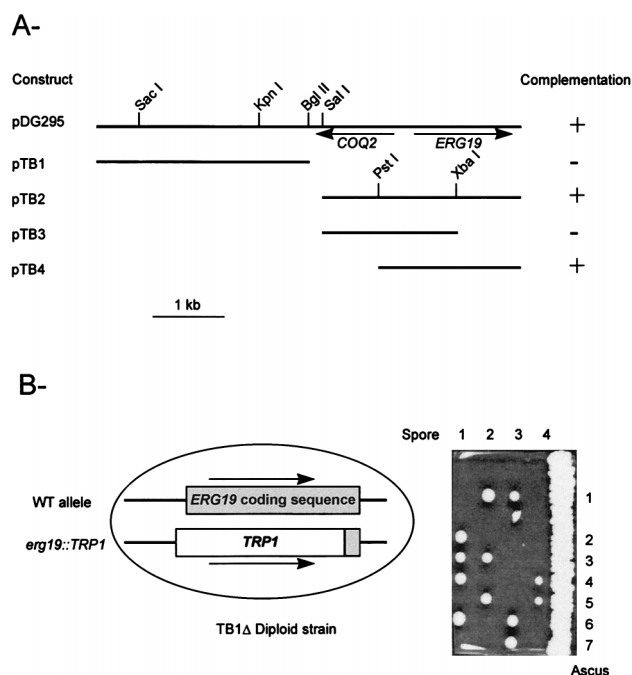 A-
Construct
Complementation
Sac I
Kpn I
Bgl II
Sal I
pDG295
+
COQ2
ERG19
pTB1
-
Pst I
Xba I
pTB2
+
pTB3
-
pTB4
+
1 kb
B-
Spore 1 2 3 4
WT allele
ERG19 coding sequence
1
erg19::TRP1
TRP1
2
3
4
5
6
7
TB1Δ Diploid strain
Ascus